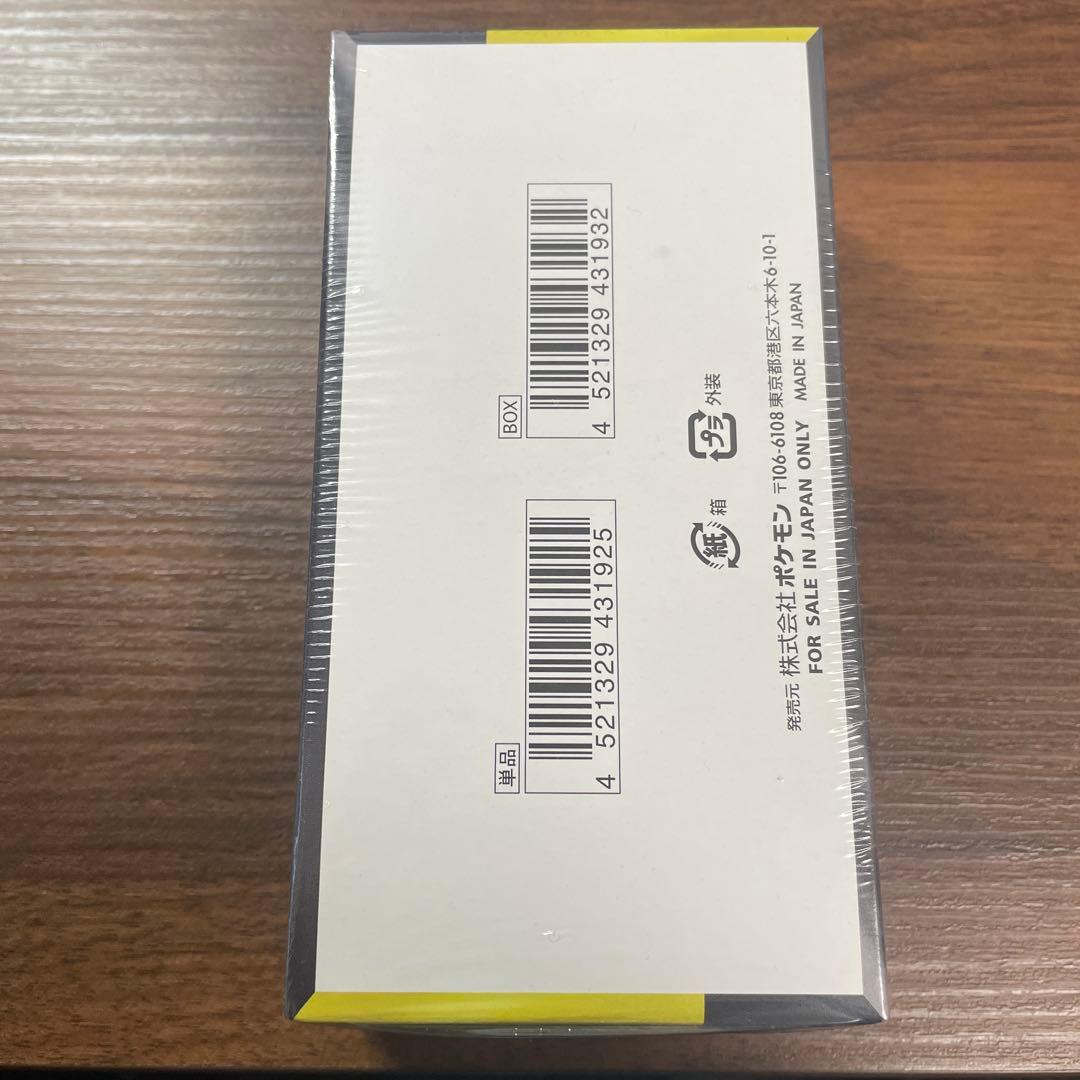 単品
4 521329 431925
BOX
4 521329 431932
紙 箱
プラ 外装
発売元 株式会社 ポケモン 〒106-6108 東京都港区六本木6-10-1
FOR SALE IN JAPAN ONLY MADE IN JAPAN